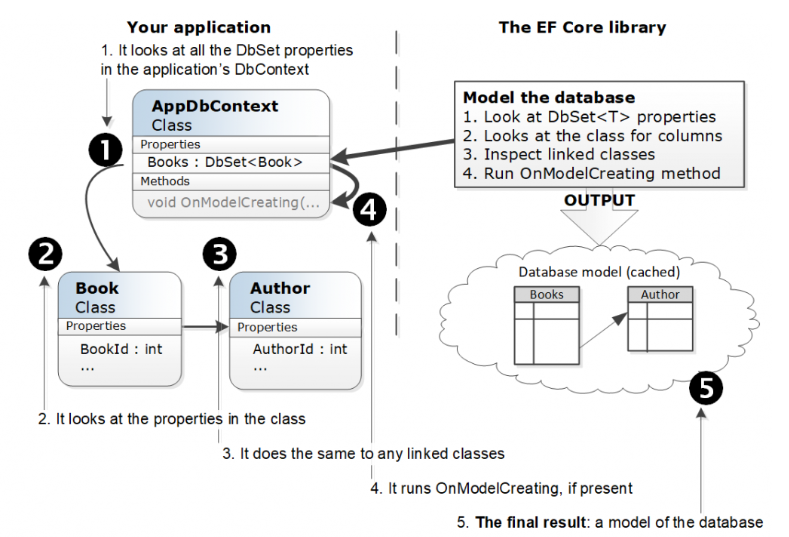 Your application
The EF Core library
1. It looks at all the DbSet properties
in the application's DbContext
AppDbContext
Class
Properties
Books : DbSet<Book>
Methods
void OnModelCreating(...
Model the database
1. Look at DbSet<T> properties
2. Looks at the class for columns
3. Inspect linked classes
4. Run OnModelCreating method
OUTPUT
1
4
2
3
Book
Class
Properties
BookId : int
...
Author
Class
Properties
AuthorId : int
...
Database model (cached)
Books
Author
5
2. It looks at the properties in the class
3. It does the same to any linked classes
4. It runs OnModelCreating, if present
5. The final result: a model of the database